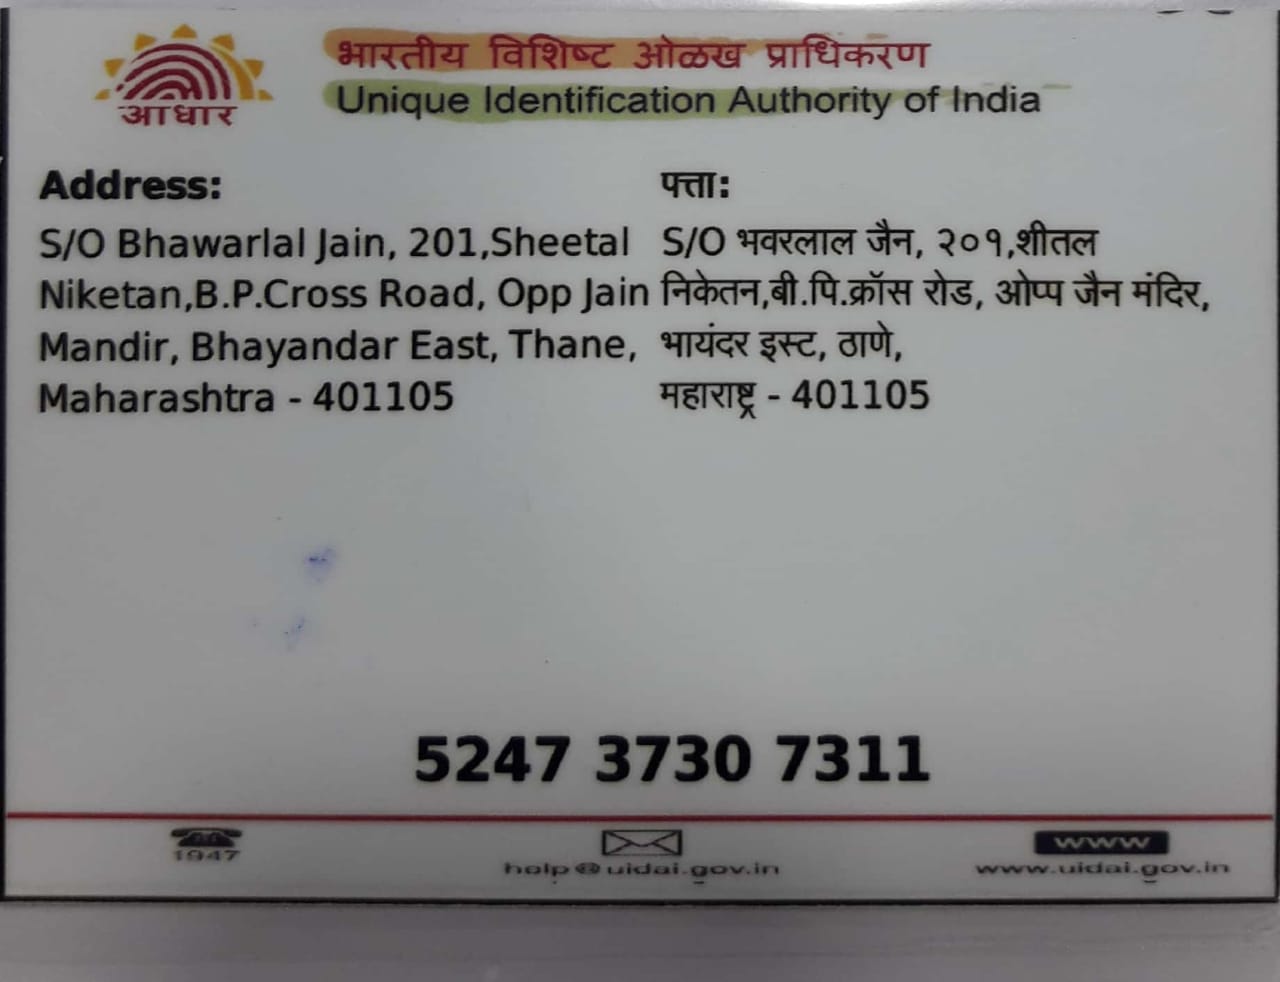 आधार
भारतीय विशिष्ट ओळख प्राधिकरण
Unique Identification Authority of India
Address:
S/O Bhawarlal Jain, 201,Sheetal
Niketan,B.P.Cross Road, Opp Jain
Mandir, Bhayandar East, Thane,
Maharashtra - 401105
पत्ता:
S/O भवरलाल जैन, २०१,शीतल
निकेतन,बी.पि.क्रॉस रोड, ओप्प जैन मंदिर,
भायंदर इस्ट, ठाणे,
महाराष्ट्र - 401105
5247 3730 7311
1947
help@uidai.gov.in
www
www.uidai.gov.in